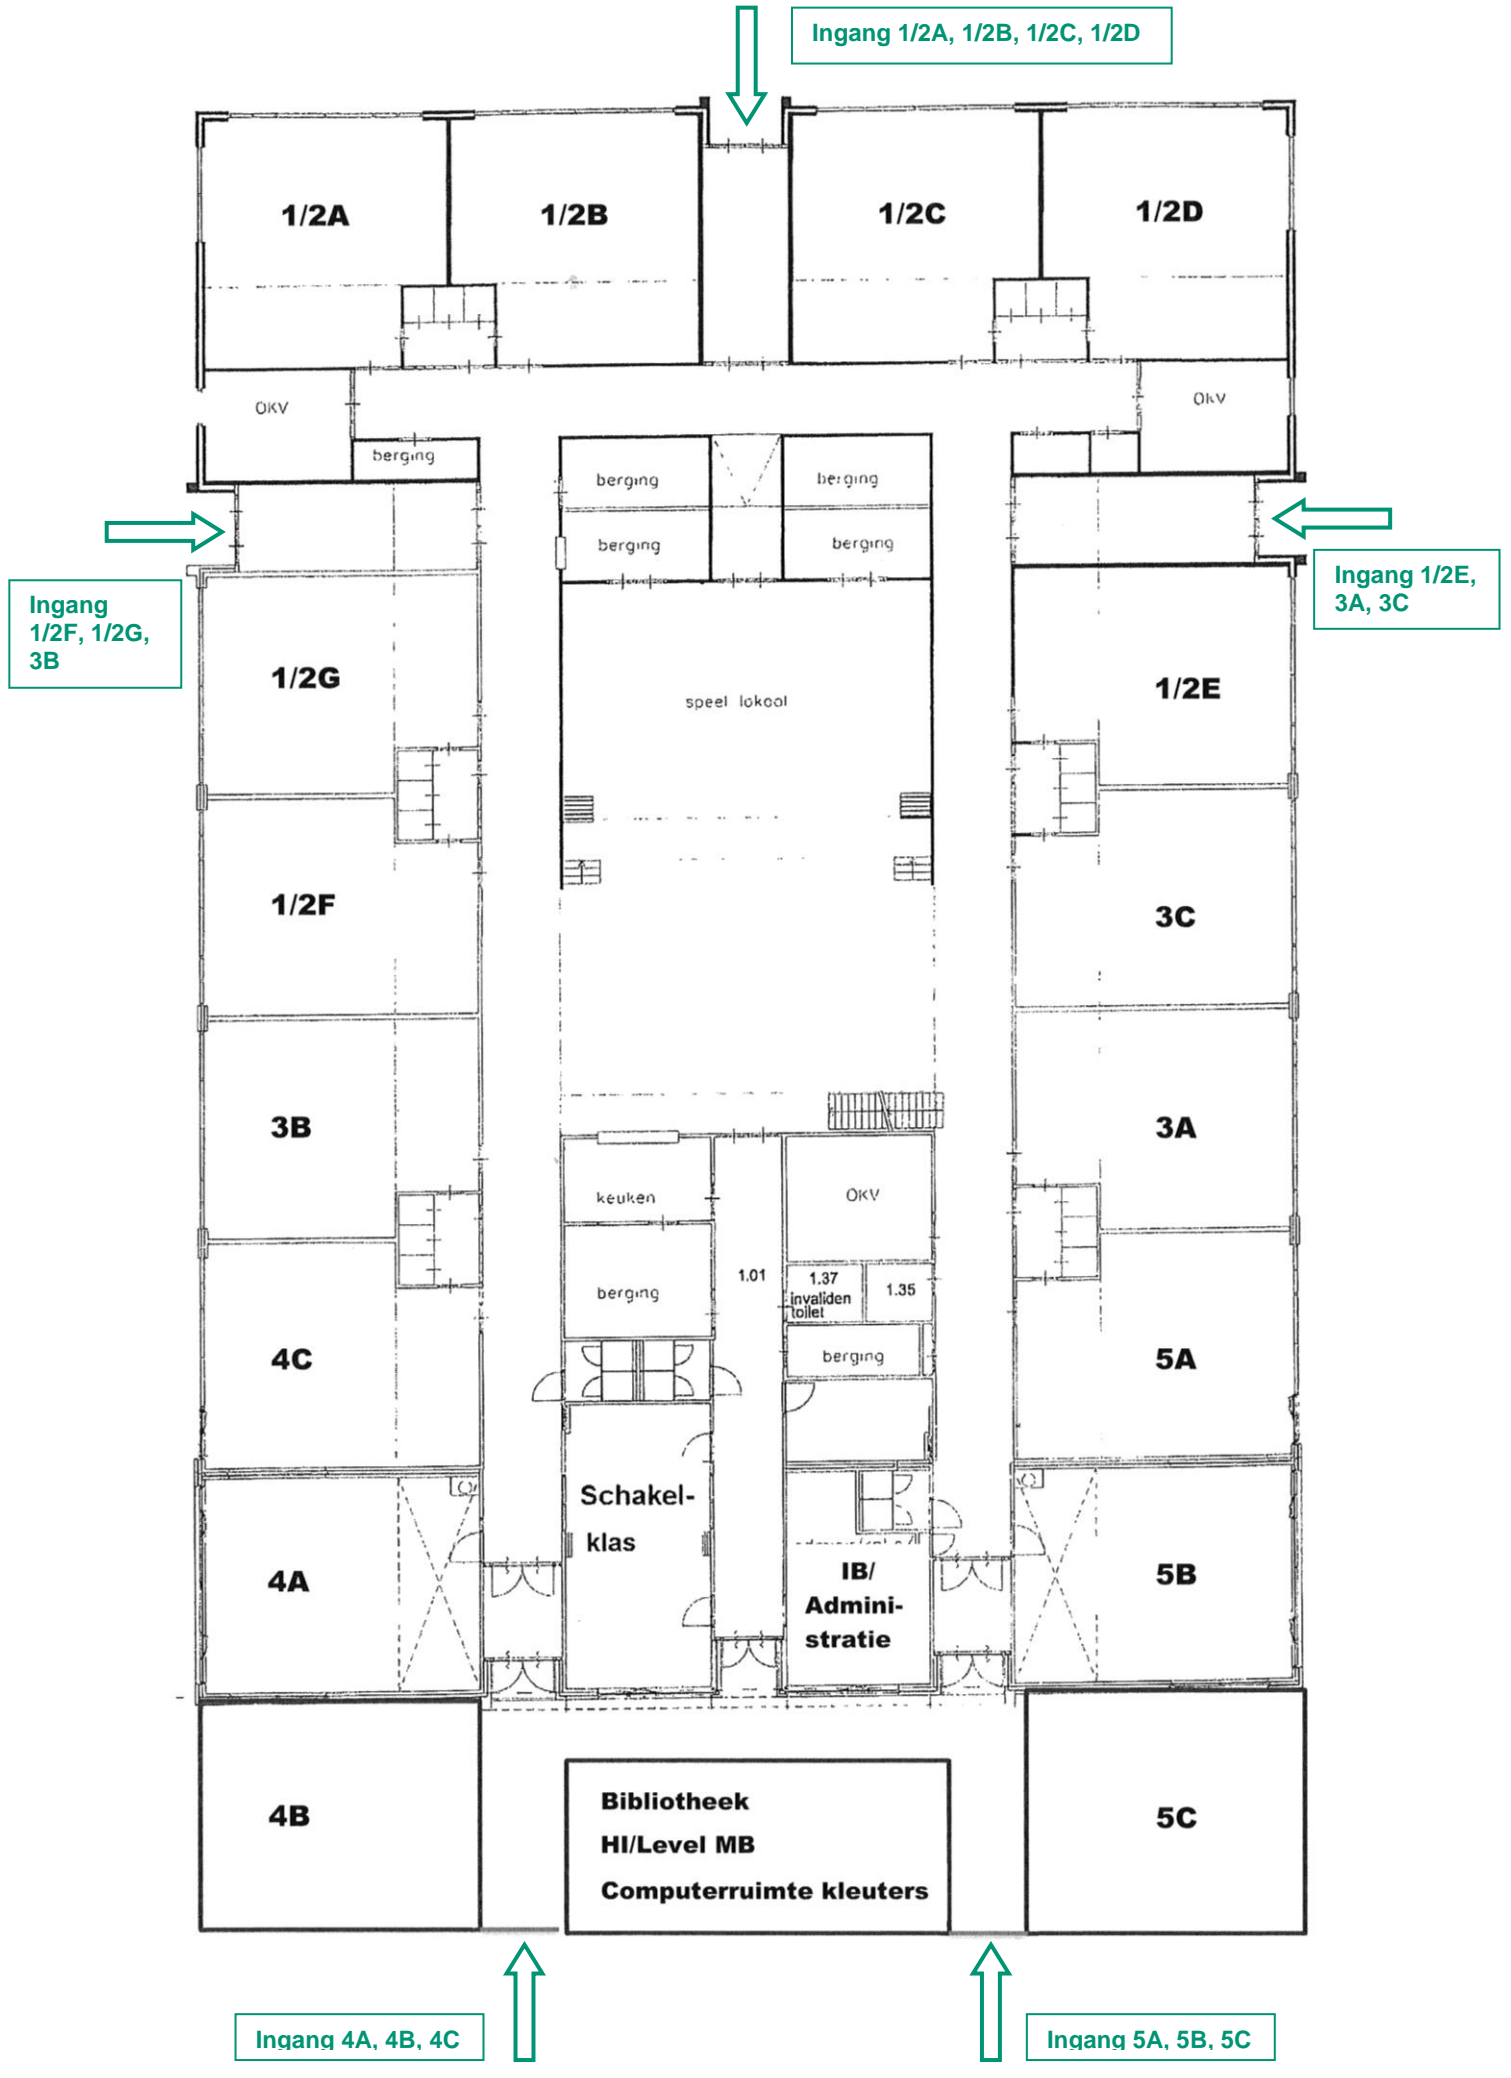 Ingang 1/2A, 1/2B, 1/2C, 1/2D
1/2A
1/2B
1/2C
1/2D
OKV
OKV
berging
berging
berging
berging
berging
Ingang
1/2F, 1/2G,
3B
Ingang 1/2E,
3A, 3C
1/2G
speel lokaal
1/2E
1/2F
3C
3B
3A
keuken
OKV
berging
1.01
1.37
invaliden
toilet
1.35
berging
4C
5A
Schakel-
klas
4A
IB/
Admini-
stratie
5B
4B
Bibliotheek
HI/Level MB
Computerruimte kleuters
5C
Ingang 4A, 4B, 4C
Ingang 5A, 5B, 5C